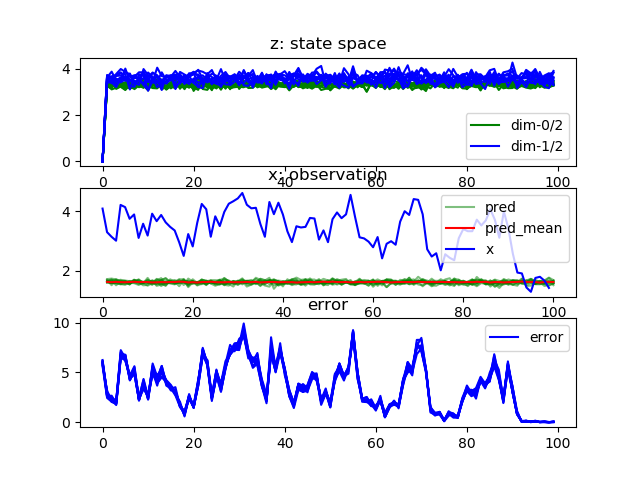 z: state space
4
2
0
dim-0/2
dim-1/2
0 20 40 60 80 100
x: observation
4
2
pred
pred_mean
x
0 20 40 60 80 100
error
10
5
0
error
0 20 40 60 80 100